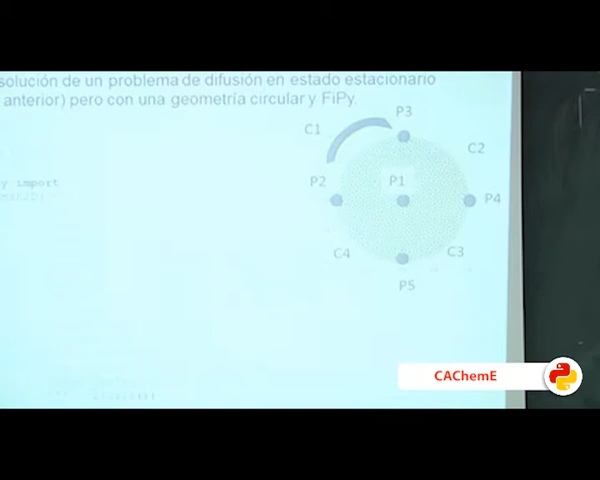 solución de un problema de difusión en estado estacionario
anterior) pero con una geometría circular y FiPy.
P3
C1
C2
y import
P2
P1
P4
C4
C3
P5
CAChemE